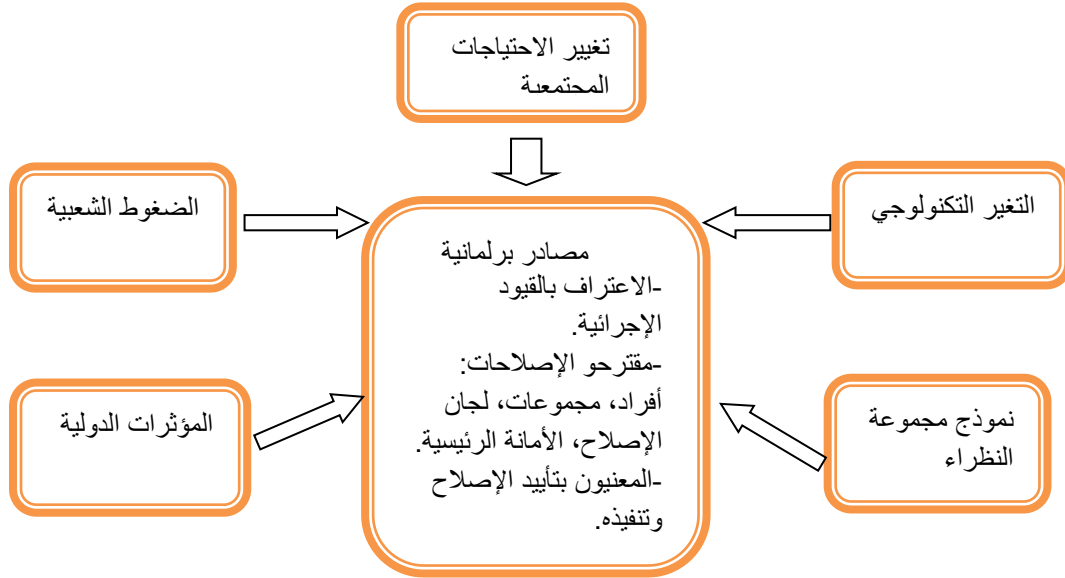 تغيير الاحتياجات
المجتمعية
الضغوط الشعبية
التغير التكنولوجي
مصادر برلمانية
-الاعتراف بالقيود
الإجرائية.
-مقترحو الإصلاحات:
أفراد، مجموعات، لجان
الإصلاح، الأمانة الرئيسية.
-المعنيون بتأييد الإصلاح
وتنفيذه.
المؤثرات الدولية
نموذج مجموعة
النظراء